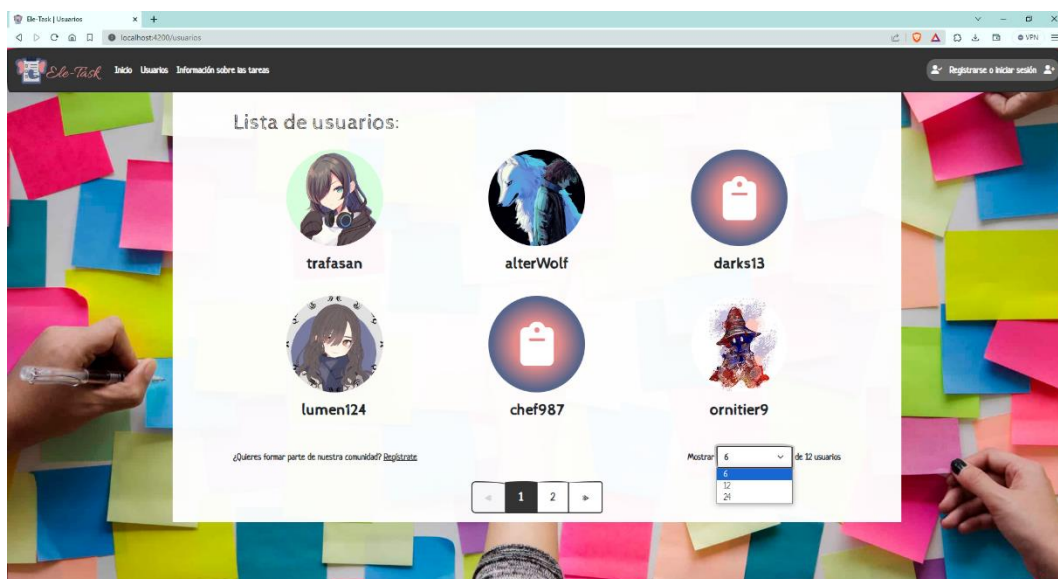 Ele-Task | Usuarios
localhost:4200/usuarios
VPN
Ele-Task Inicio Usuarios Información sobre las tareas Registrarse o iniciar sesión
Lista de usuarios:
trafasan alterWolf darks13
lumen124 chef987 ornitier9
¿Quieres formar parte de nuestra comunidad? Regístrate Mostrar 6 de 12 usuarios
6
12
24
1 2